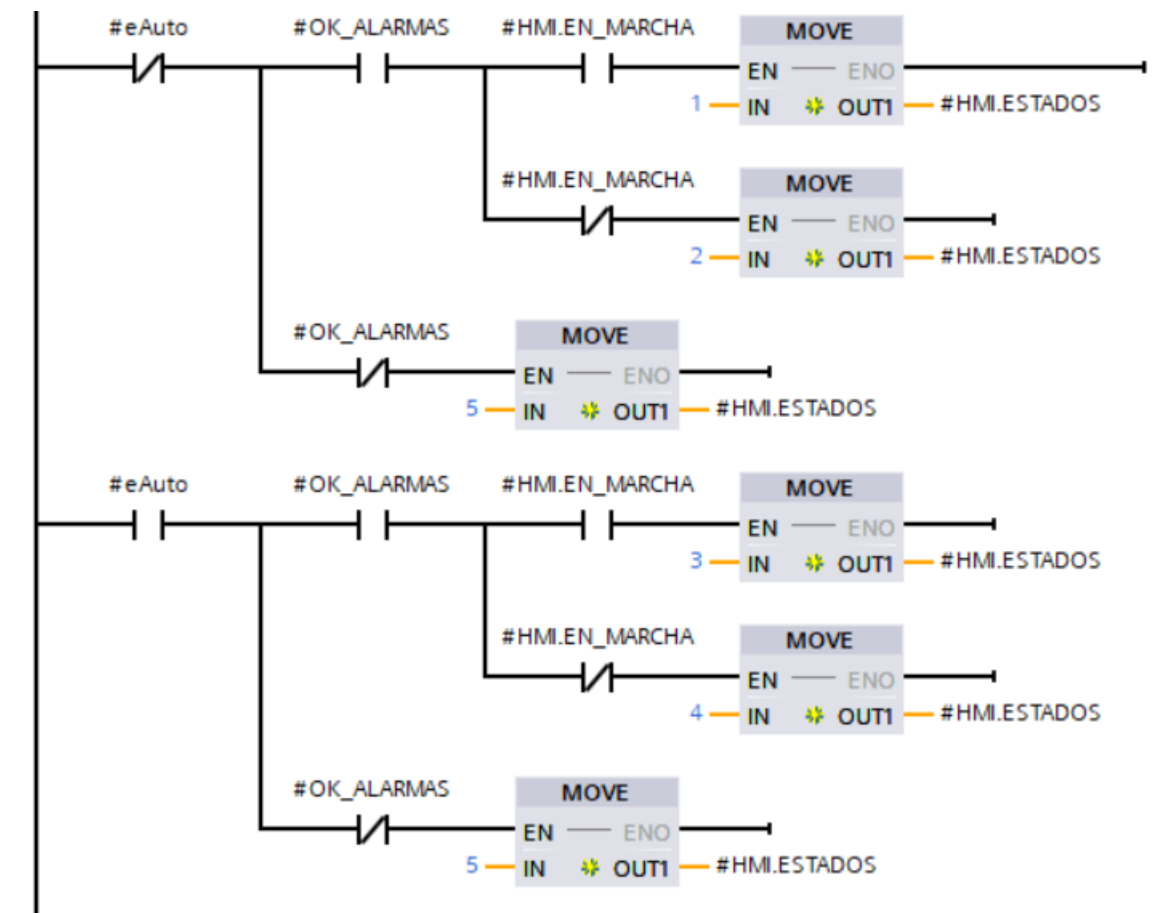 #eAuto #OK_ALARMAS #HMI.EN_MARCHA MOVE
EN ENO
1 IN OUT1 #HMI.ESTADOS
#HMI.EN_MARCHA MOVE
EN ENO
2 IN OUT1 #HMI.ESTADOS
#OK_ALARMAS MOVE
EN ENO
5 IN OUT1 #HMI.ESTADOS
#eAuto #OK_ALARMAS #HMI.EN_MARCHA MOVE
EN ENO
3 IN OUT1 #HMI.ESTADOS
#HMI.EN_MARCHA MOVE
EN ENO
4 IN OUT1 #HMI.ESTADOS
#OK_ALARMAS MOVE
EN ENO
5 IN OUT1 #HMI.ESTADOS